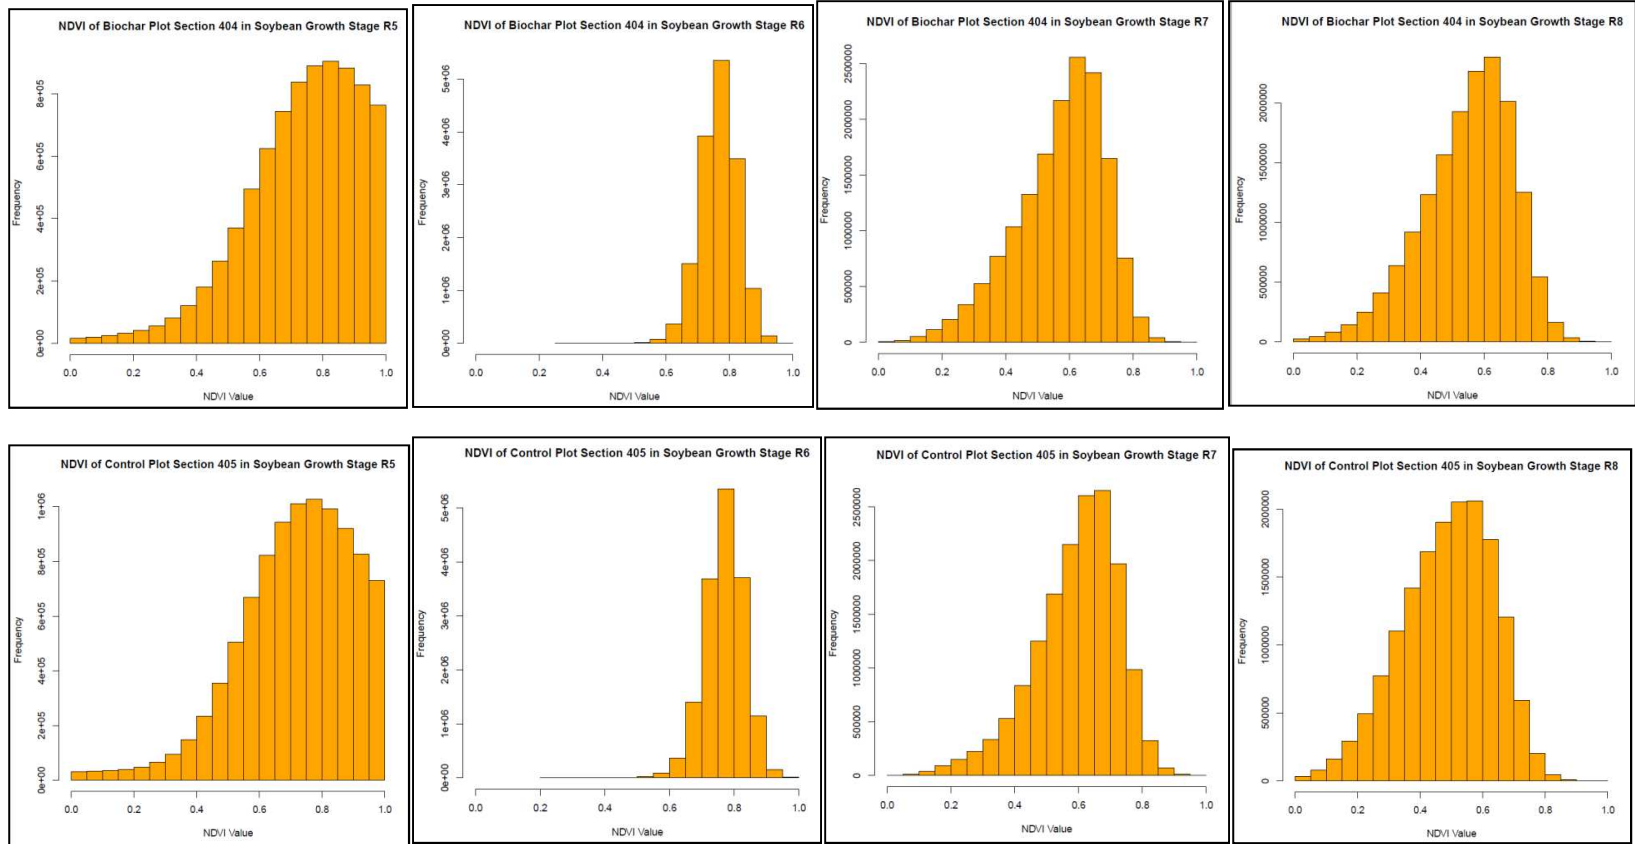 NDVI of Biochar Plot Section 404 in Soybean Growth Stage R5
Frequency
0e+00 2e+05 4e+05 6e+05 8e+05
0.0 0.2 0.4 0.6 0.8 1.0
NDVI Value
NDVI of Biochar Plot Section 404 in Soybean Growth Stage R6
Frequency
0e+00 1e+06 2e+06 3e+06 4e+06 5e+06
0.0 0.2 0.4 0.6 0.8 1.0
NDVI Value
NDVI of Biochar Plot Section 404 in Soybean Growth Stage R7
Frequency
0 500000 1000000 1500000 2000000 2500000
0.0 0.2 0.4 0.6 0.8 1.0
NDVI Value
NDVI of Biochar Plot Section 404 in Soybean Growth Stage R8
Frequency
0 500000 1000000 1500000 2000000
0.0 0.2 0.4 0.6 0.8 1.0
NDVI Value
NDVI of Control Plot Section 405 in Soybean Growth Stage R5
Frequency
0e+00 2e+05 4e+05 6e+05 8e+05 1e+06
0.0 0.2 0.4 0.6 0.8 1.0
NDVI Value
NDVI of Control Plot Section 405 in Soybean Growth Stage R6
Frequency
0e+00 1e+06 2e+06 3e+06 4e+06 5e+06
0.0 0.2 0.4 0.6 0.8 1.0
NDVI Value
NDVI of Control Plot Section 405 in Soybean Growth Stage R7
Frequency
0 500000 1000000 1500000 2000000 2500000
0.0 0.2 0.4 0.6 0.8 1.0
NDVI Value
NDVI of Control Plot Section 405 in Soybean Growth Stage R8
Frequency
0 500000 1000000 1500000 2000000
0.0 0.2 0.4 0.6 0.8 1.0
NDVI Value